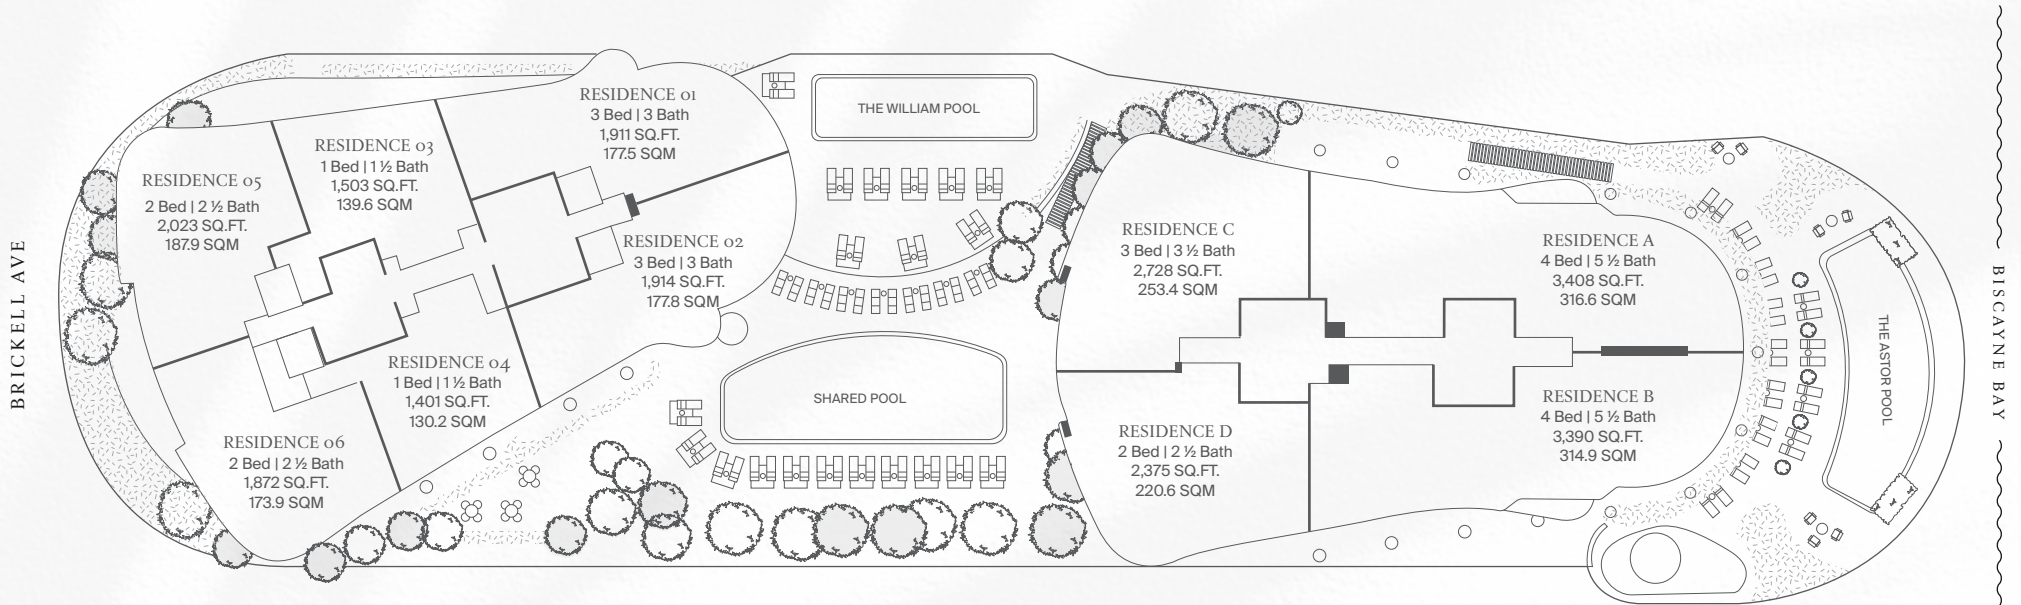 BRICKELL AVE
RESIDENCE 05
2 Bed | 2 ½ Bath
2,023 SQ.FT.
187.9 SQM
RESIDENCE 03
1 Bed | 1 ½ Bath
1,503 SQ.FT.
139.6 SQM
RESIDENCE 01
3 Bed | 3 Bath
1,911 SQ.FT.
177.5 SQM
RESIDENCE 02
3 Bed | 3 Bath
1,914 SQ.FT.
177.8 SQM
RESIDENCE 04
1 Bed | 1 ½ Bath
1,401 SQ.FT.
130.2 SQM
RESIDENCE 06
2 Bed | 2 ½ Bath
1,872 SQ.FT.
173.9 SQM
THE WILLIAM POOL
SHARED POOL
RESIDENCE C
3 Bed | 3 ½ Bath
2,728 SQ.FT.
253.4 SQM
RESIDENCE D
2 Bed | 2 ½ Bath
2,375 SQ.FT.
220.6 SQM
RESIDENCE A
4 Bed | 5 ½ Bath
3,408 SQ.FT.
316.6 SQM
RESIDENCE B
4 Bed | 5 ½ Bath
3,390 SQ.FT.
314.9 SQM
THE ASTOR POOL
BISCAYNE BAY